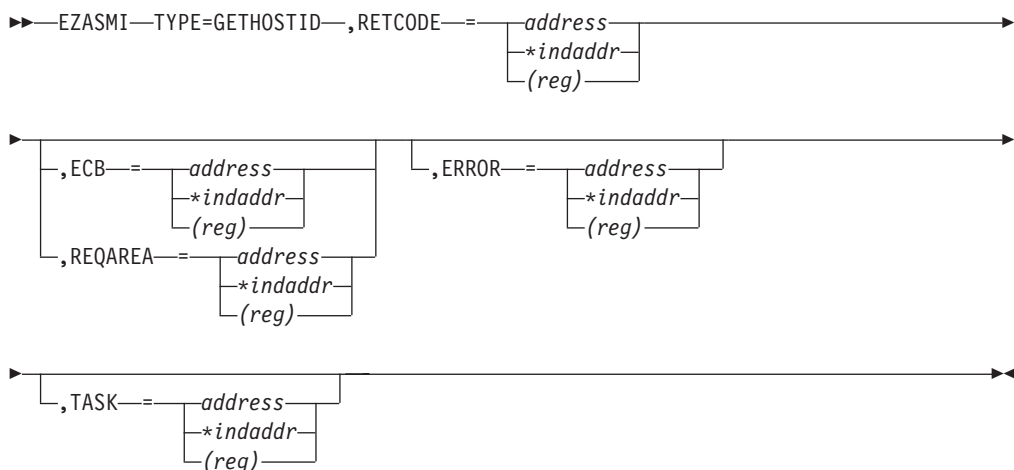 EZASMI TYPE=GETHOSTID ,RETCODE = address
*indaddr
(reg)
,ECB = address
*indaddr
(reg)
,REQAREA = address
*indaddr
(reg)
,ERROR = address
*indaddr
(reg)
,TASK = address
*indaddr
(reg)